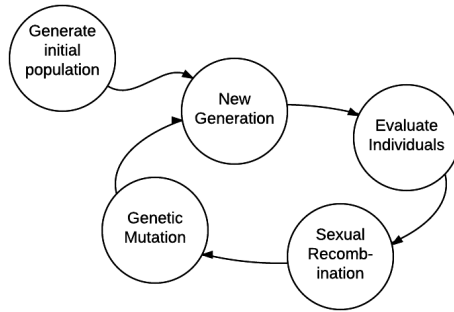 Generate
initial
population
New
Generation
Evaluate
Individuals
Sexual
Recomb-
ination
Genetic
Mutation